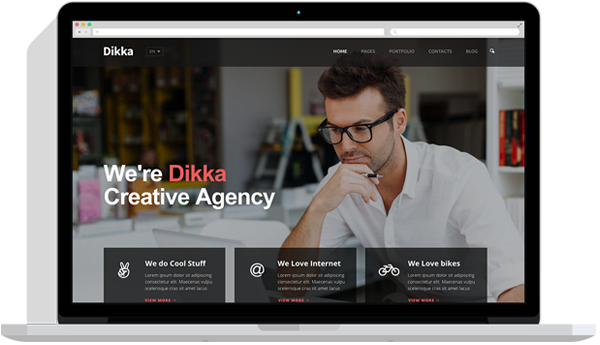 Dikka
EN
HOME
PAGES
PORTFOLIO
CONTACTS
BLOG
We're Dikka
Creative Agency
We do Cool Stuff
Lorem ipsum dolor sit adipiscing
consectetur elit. Maecenas vulputate
scelerisque cras sit amet lacus
VIEW MORE
@
We Love Internet
Lorem ipsum dolor sit adipiscing
consectetur elit. Maecenas vulputate
scelerisque cras sit amet lacus
VIEW MORE
We Love bikes
Lorem ipsum dolor sit adipiscing
consectetur elit. Maecenas vulputate
scelerisque cras sit amet lacus
VIEW MORE